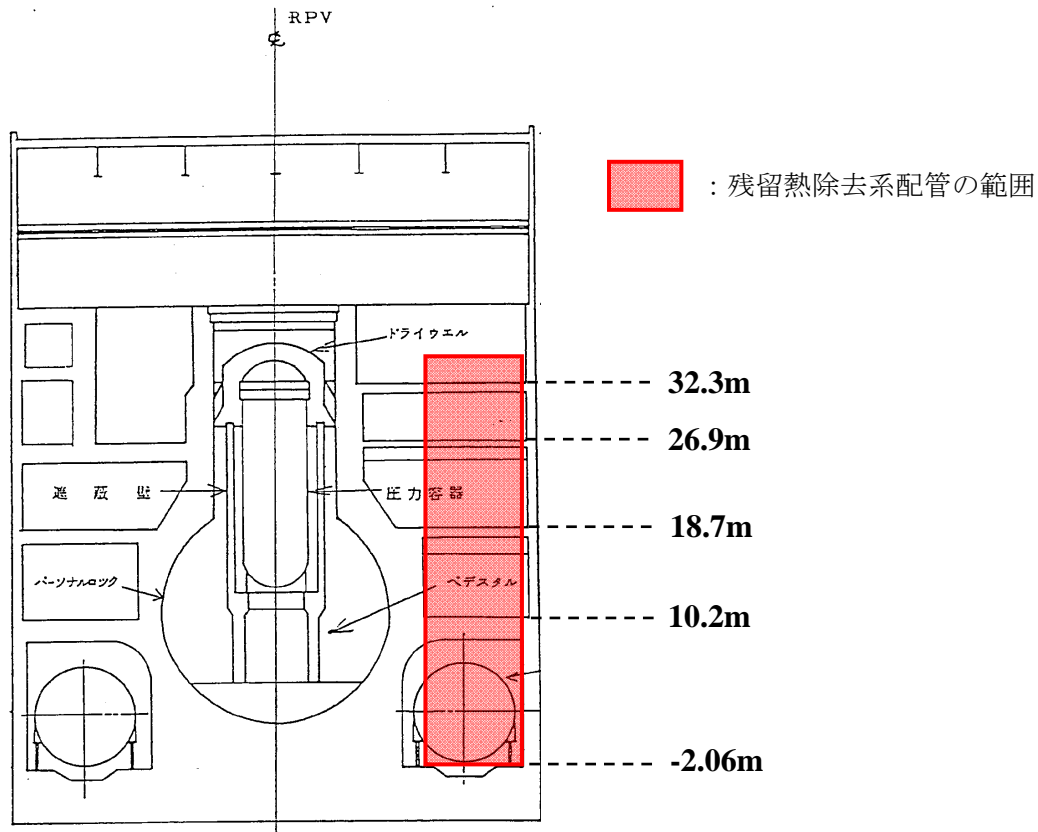 RPV
℄
：残留熱除去系配管の範囲
ドライウエル
32.3m
26.9m
遮蔽壁
圧力容器
18.7m
パーソナルロック
ペデスタル
10.2m
-2.06m